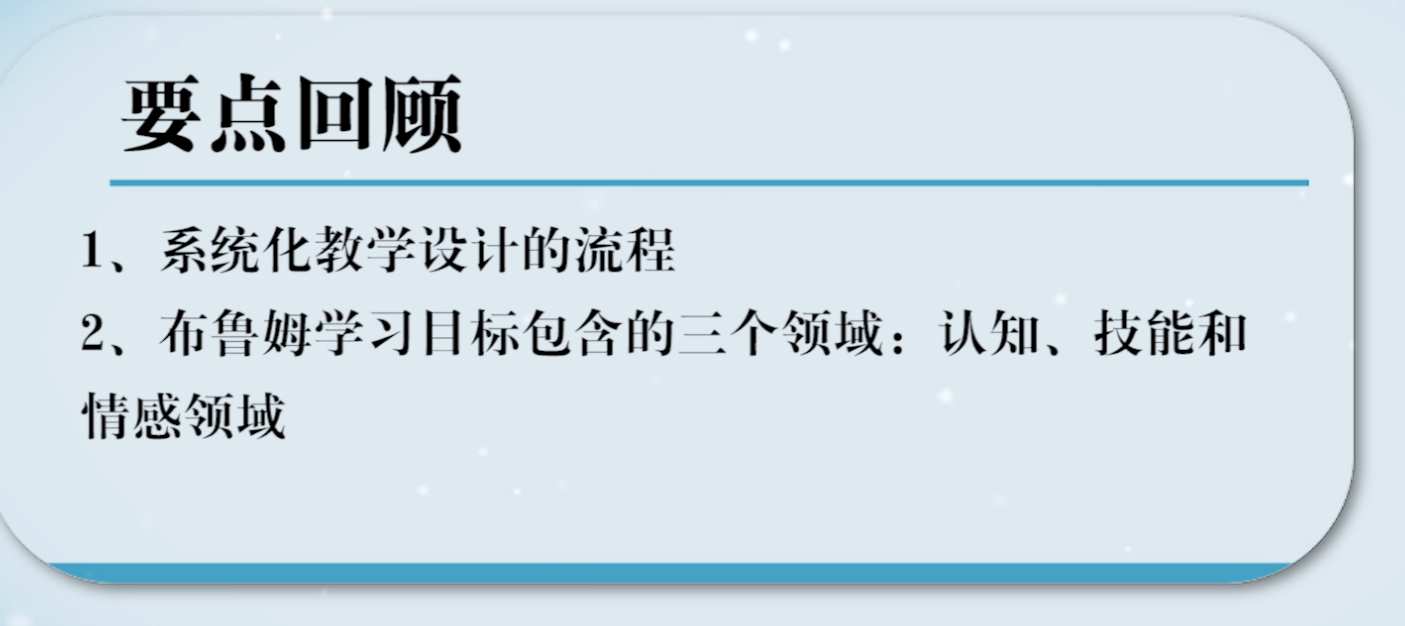 要点回顾
1、系统化教学设计的流程
2、布鲁姆学习目标包含的三个领域：认知、技能和
情感领域